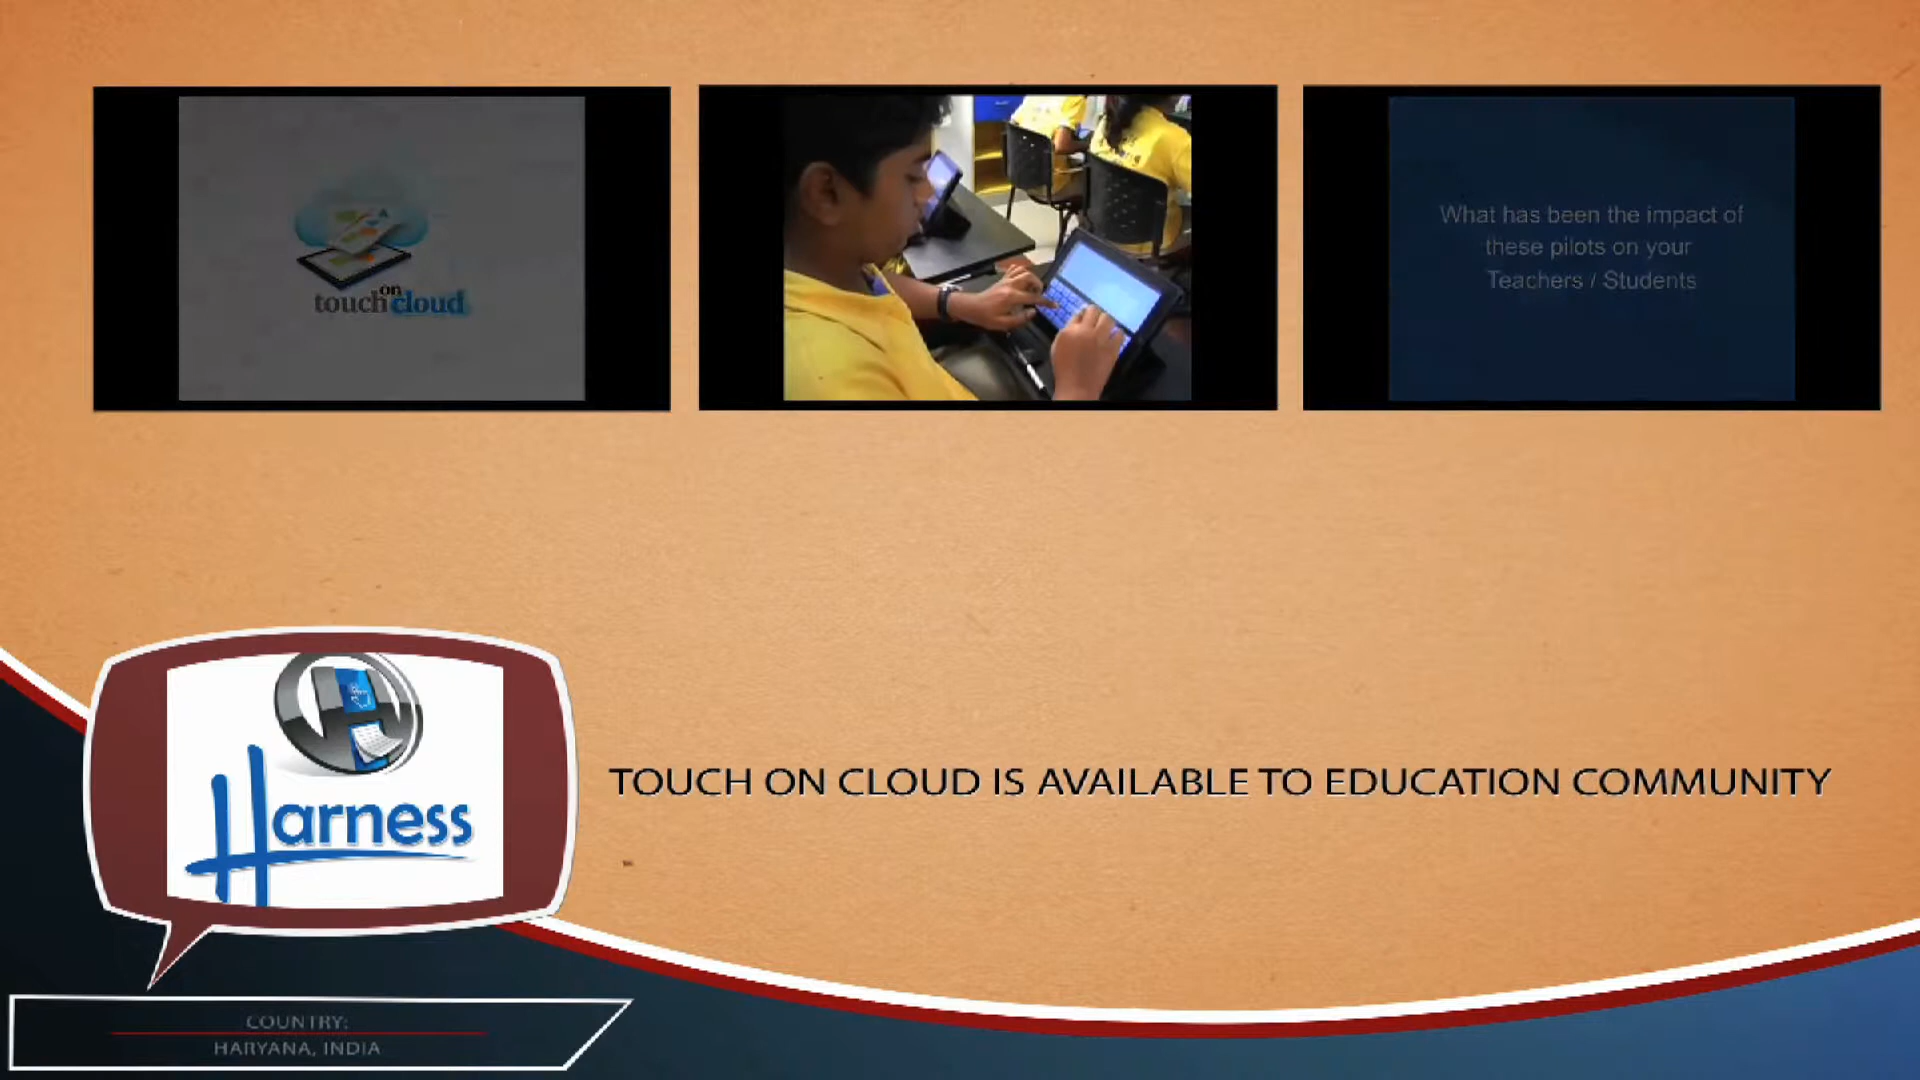 touch on cloud
What has been the impact of
these pilots on your
Teachers / Students
Harness
TOUCH ON CLOUD IS AVAILABLE TO EDUCATION COMMUNITY
COUNTRY:
HARYANA, INDIA